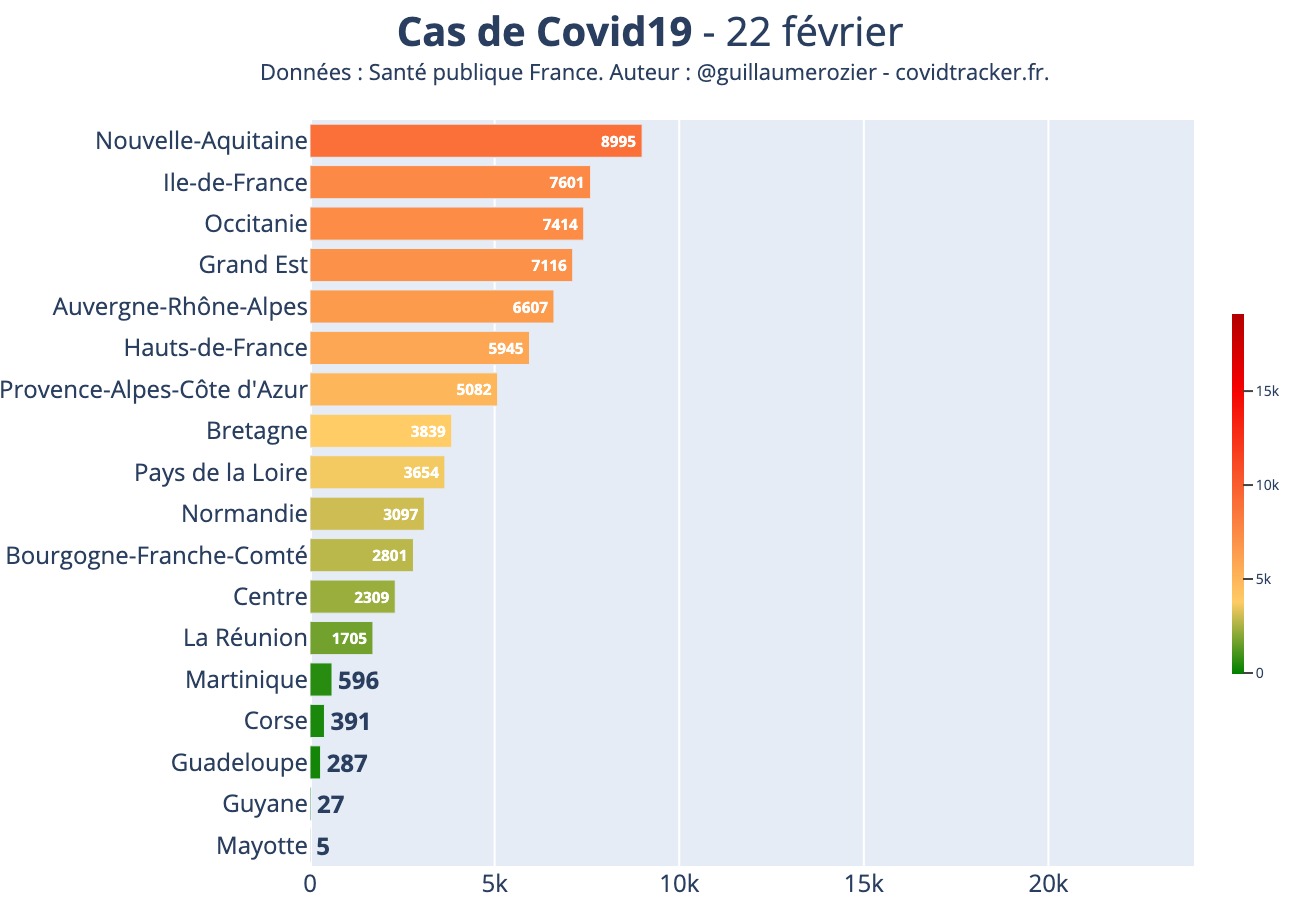 Cas de Covid19 - 22 février
Données : Santé publique France. Auteur : @guillaumerozier - covidtracker.fr.
Nouvelle-Aquitaine 8995
Ile-de-France 7601
Occitanie 7414
Grand Est 7116
Auvergne-Rhône-Alpes 6607
Hauts-de-France 5945
Provence-Alpes-Côte d'Azur 5082
Bretagne 3839
Pays de la Loire 3654
Normandie 3097
Bourgogne-Franche-Comté 2801
Centre 2309
La Réunion 1705
Martinique 596
Corse 391
Guadeloupe 287
Guyane 27
Mayotte 5
0 5k 10k 15k 20k
15k
10k
5k
0